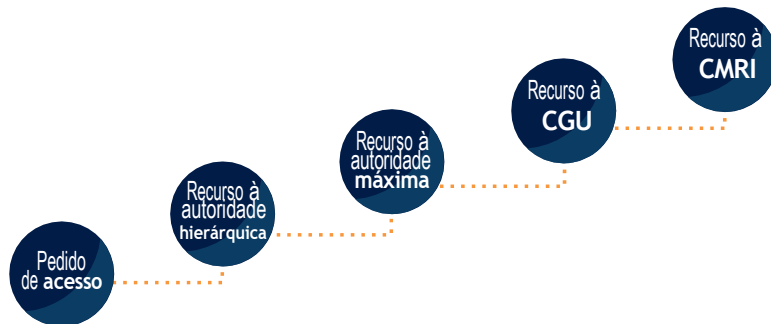 Pedido
de acesso
Recurso à
autoridade
hierárquica
Recurso à
autoridade
máxima
Recurso à
CGU
Recurso à
CMRI